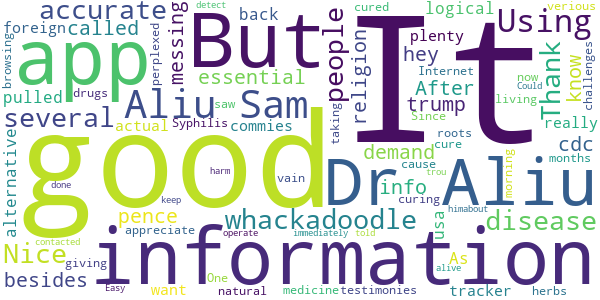 accurate foreign called back logical Using
messing But It
app perplexed hey plenty cured detect verious
essential people religion After know Thank challenges
browsing pulled drugs Aliu Sam saw Internet now
several actual Syphilis commies taking trump Could living really
alternativer good Dr Aliu Since roots
vain cure demand cdc
info cause months
done harm keep curing morning trou
pence whackadoodle usa disease
appreciate himabout
Nice contacted immediately told
besides giving information operate As alive want tracker
Easy One natural medicine testimonies herbs